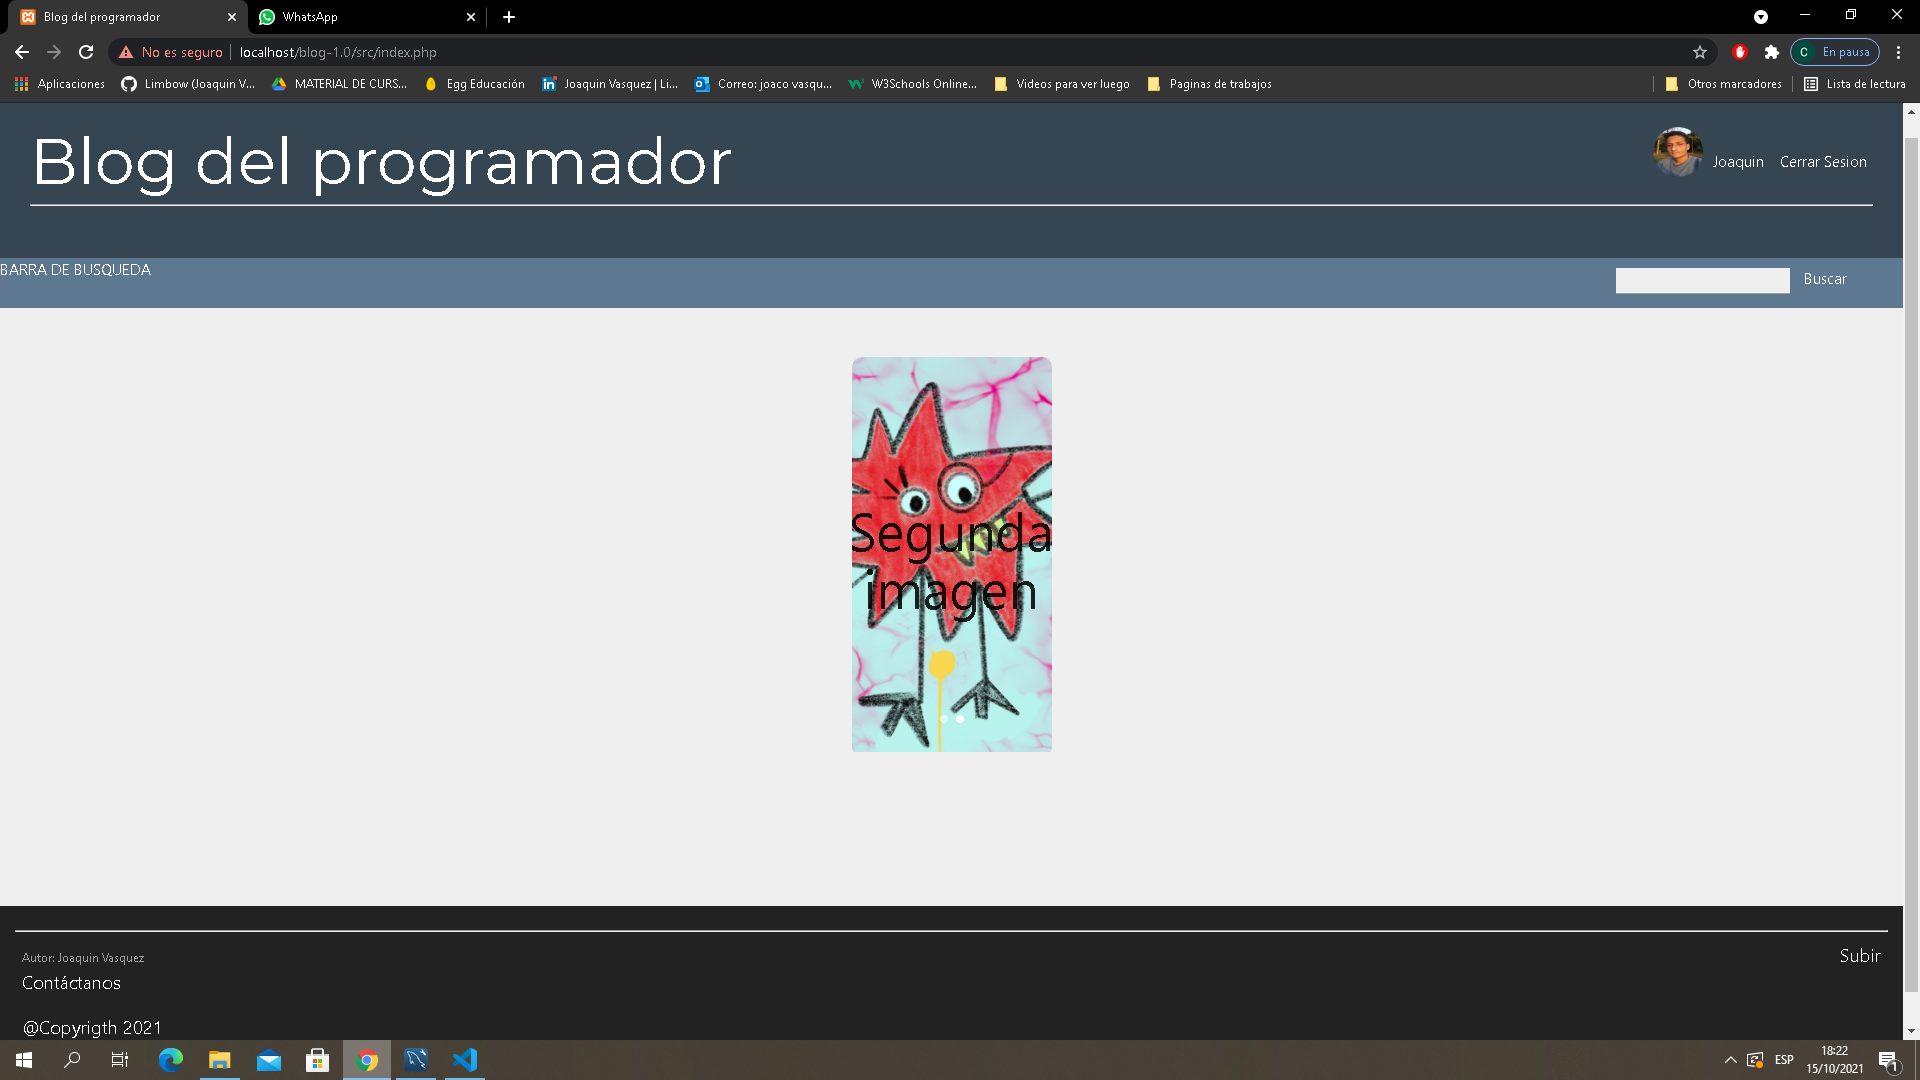 Blog del programador
WhatsApp
No es seguro
localhost/blog-1.0/src/index.php
C
En pausa
Aplicaciones
Limbow (Joaquin V...
MATERIAL DE CURS...
Egg Educación
Joaquin Vasquez | Li...
Correo: joaco vasqu...
W3Schools Online...
Videos para ver luego
Paginas de trabajos
Otros marcadores
Lista de lectura
Blog del programador
Joaquin
Cerrar Sesion
BARRA DE BUSQUEDA
Buscar
Segunda
imagen
Autor: Joaquin Vasquez
Subir
Contáctanos
@Copyrigth 2021
ESP
18:22
15/10/2021
1